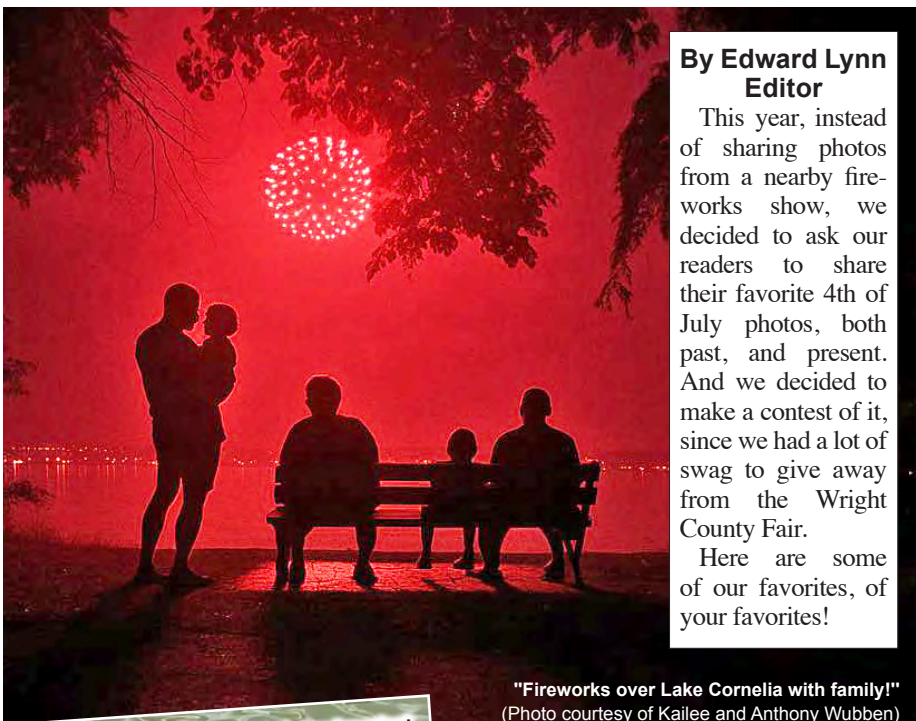 By Edward Lynn
Editor
This year, instead
of sharing photos
from a nearby fire-
works show, we
decided to ask our
readers to share
their favorite 4th of
July photos, both
past, and present.
And we decided to
make a contest of it,
since we had a lot of
swag to give away
from the Wright
County Fair.
Here are some
of our favorites, of
your favorites!
"Fireworks over Lake Cornelia with family!"
(Photo courtesy of Kailee and Anthony Wubben)